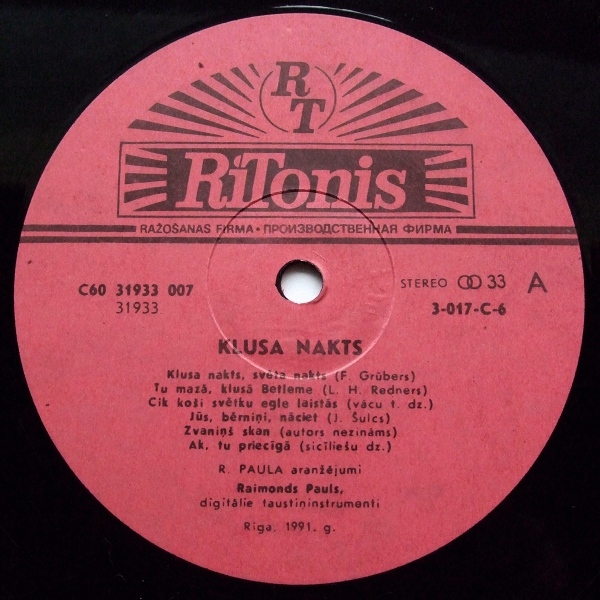 RT
RiTonis
RAŽOŠANAS FIRMA • ПРОИЗВОДСТВЕННАЯ ФИРМА
C60 31933 007
31933
STEREO 33 A
3-017-C-6
KLUSA NAKTS
Klusa nakts, svēta nakts (F. Grūbers)
Tu mazā, klusā Betleme (L. H. Redners)
Cik koši svētku egle laistās (vācu t. dz.)
Jūs, bērniņi, nāciet (J. Šulcs)
Zvaniņš skan (autors nezināms)
Ak, tu priecīgā (sicīliešu dz.)
R. PAULA aranžējumi
Raimonds Pauls,
digitālie taustiņinstrumenti
Rīga. 1991. g.